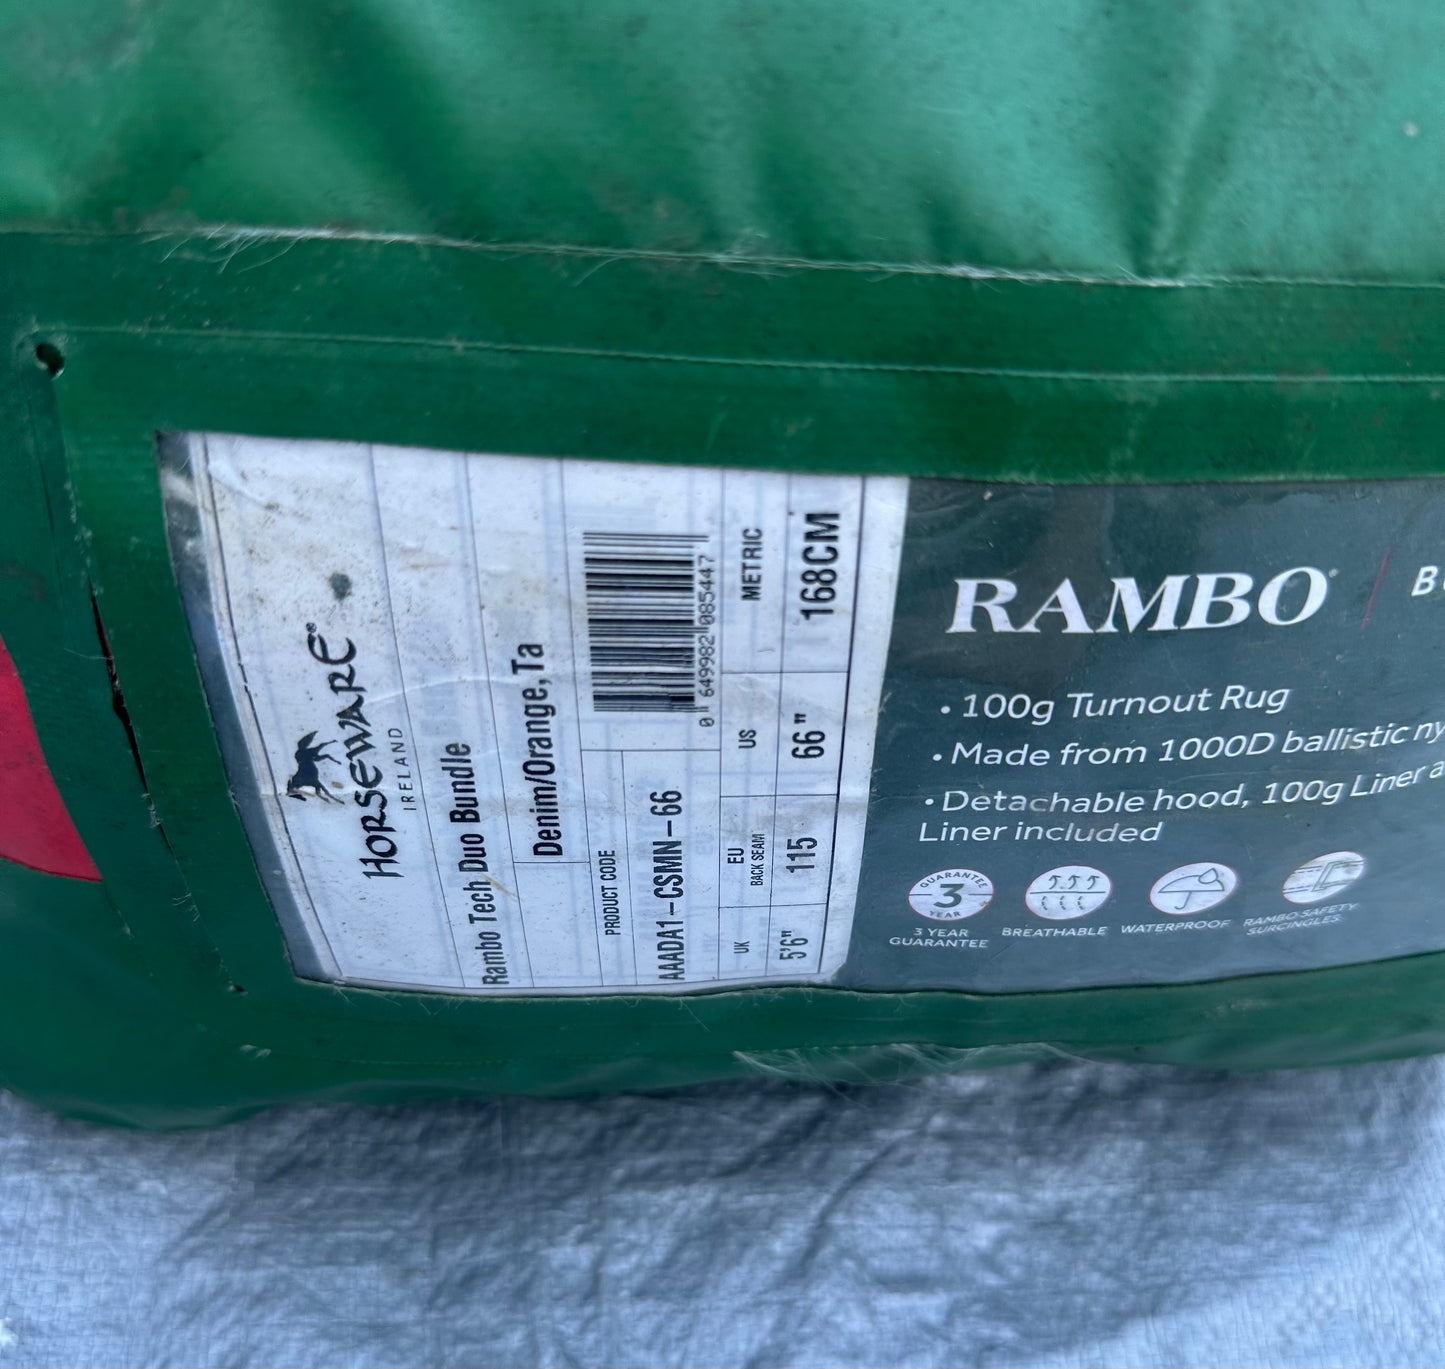 HORSEWARE®
IRELAND
Rambo Tech Duo Bundle
Denim/Orange,Ta
PRODUCT CODE
AAADA1-CSMN-66
0 649982 085447
UK
EU
BACK SEAM
US
METRIC
5'6"
115
66"
168CM
RAMBO
• 100g Turnout Rug
• Made from 1000D ballistic ny
• Detachable hood, 100g Liner a
Liner included
GUARANTEE
3
YEAR
3 YEAR
GUARANTEE
BREATHABLE
WATERPROOF
RAMBO SAFETY
SURCINGLES